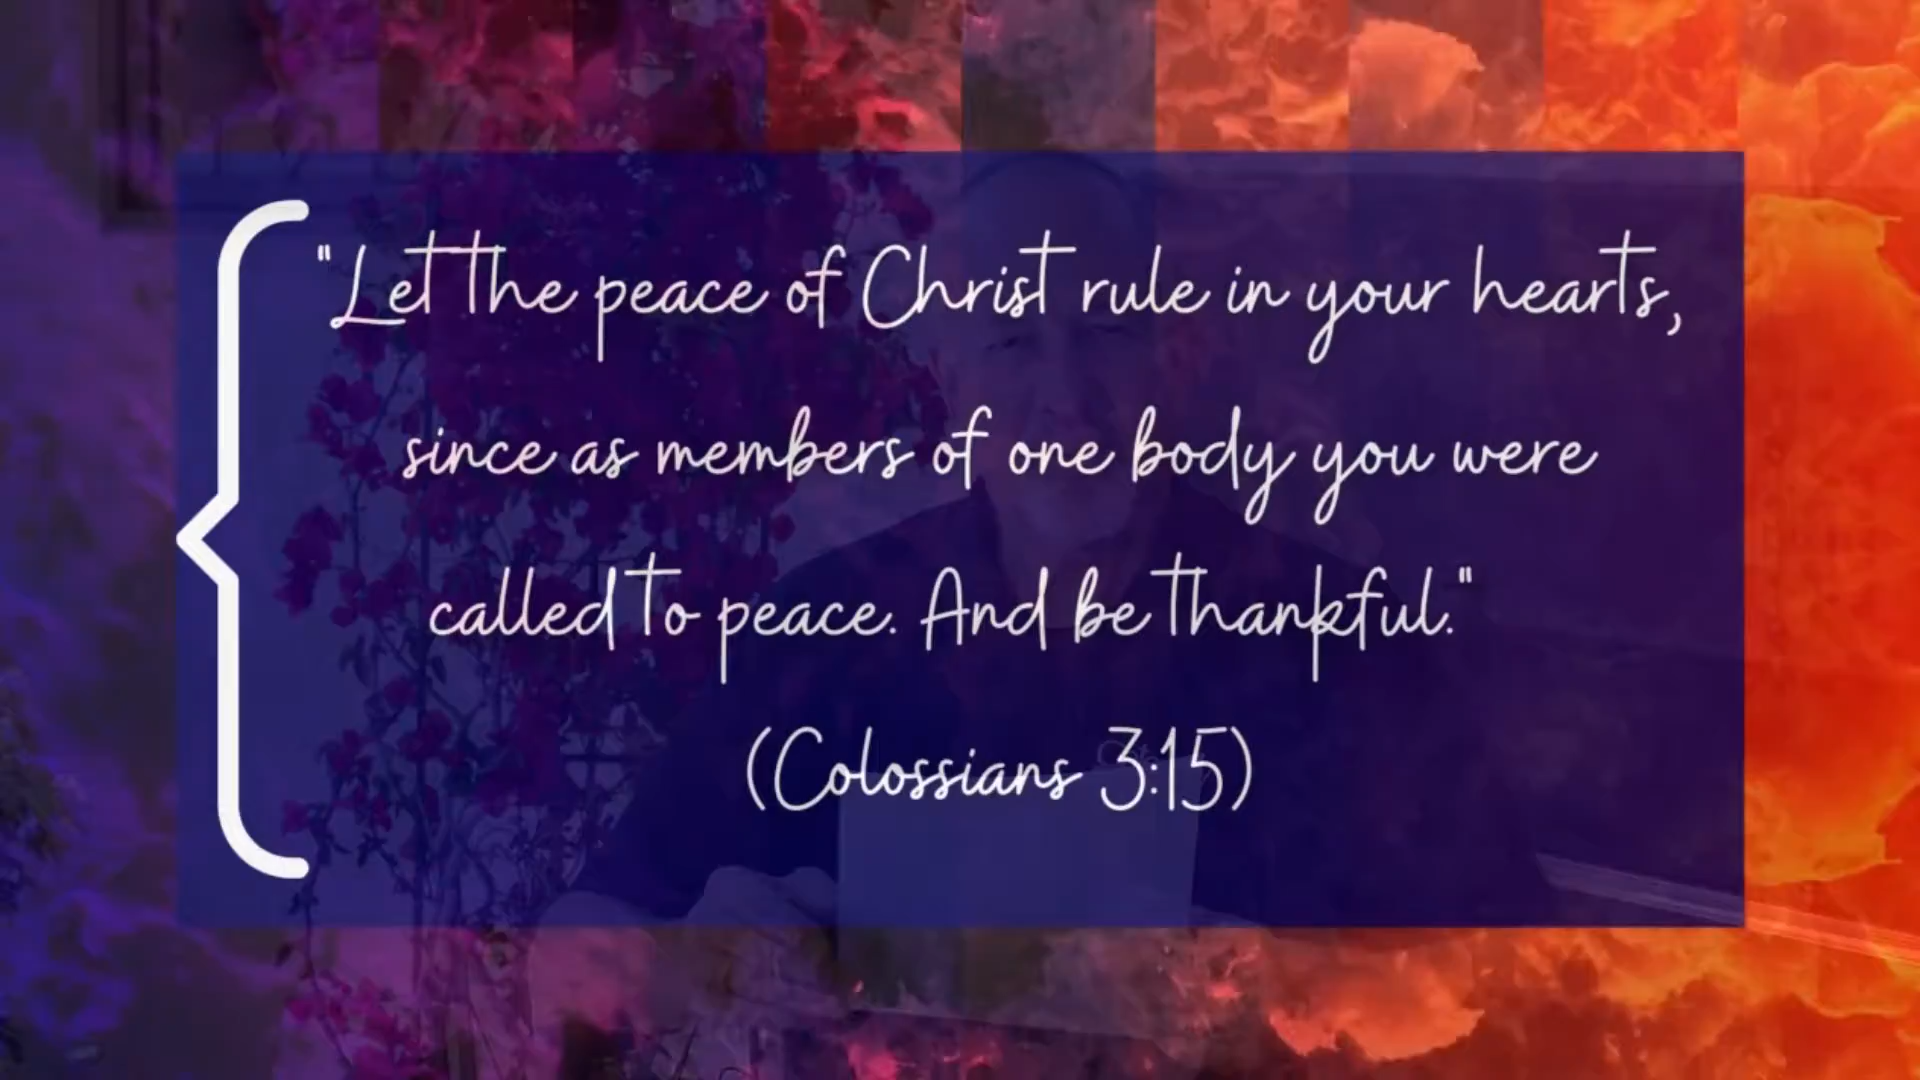 "Let the peace of Christ rule in your hearts,
since as members of one body you were
called to peace. And be thankful."
(Colossians 3:15)